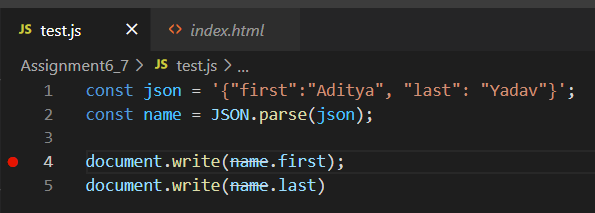 JS test.js × <> index.html
Assignment6_7 > JS test.js > ...
1 const json = '{"first":"Aditya", "last": "Yadav"}';
2 const name = JSON.parse(json);
3
4 document.write(name.first);
5 document.write(name.last)